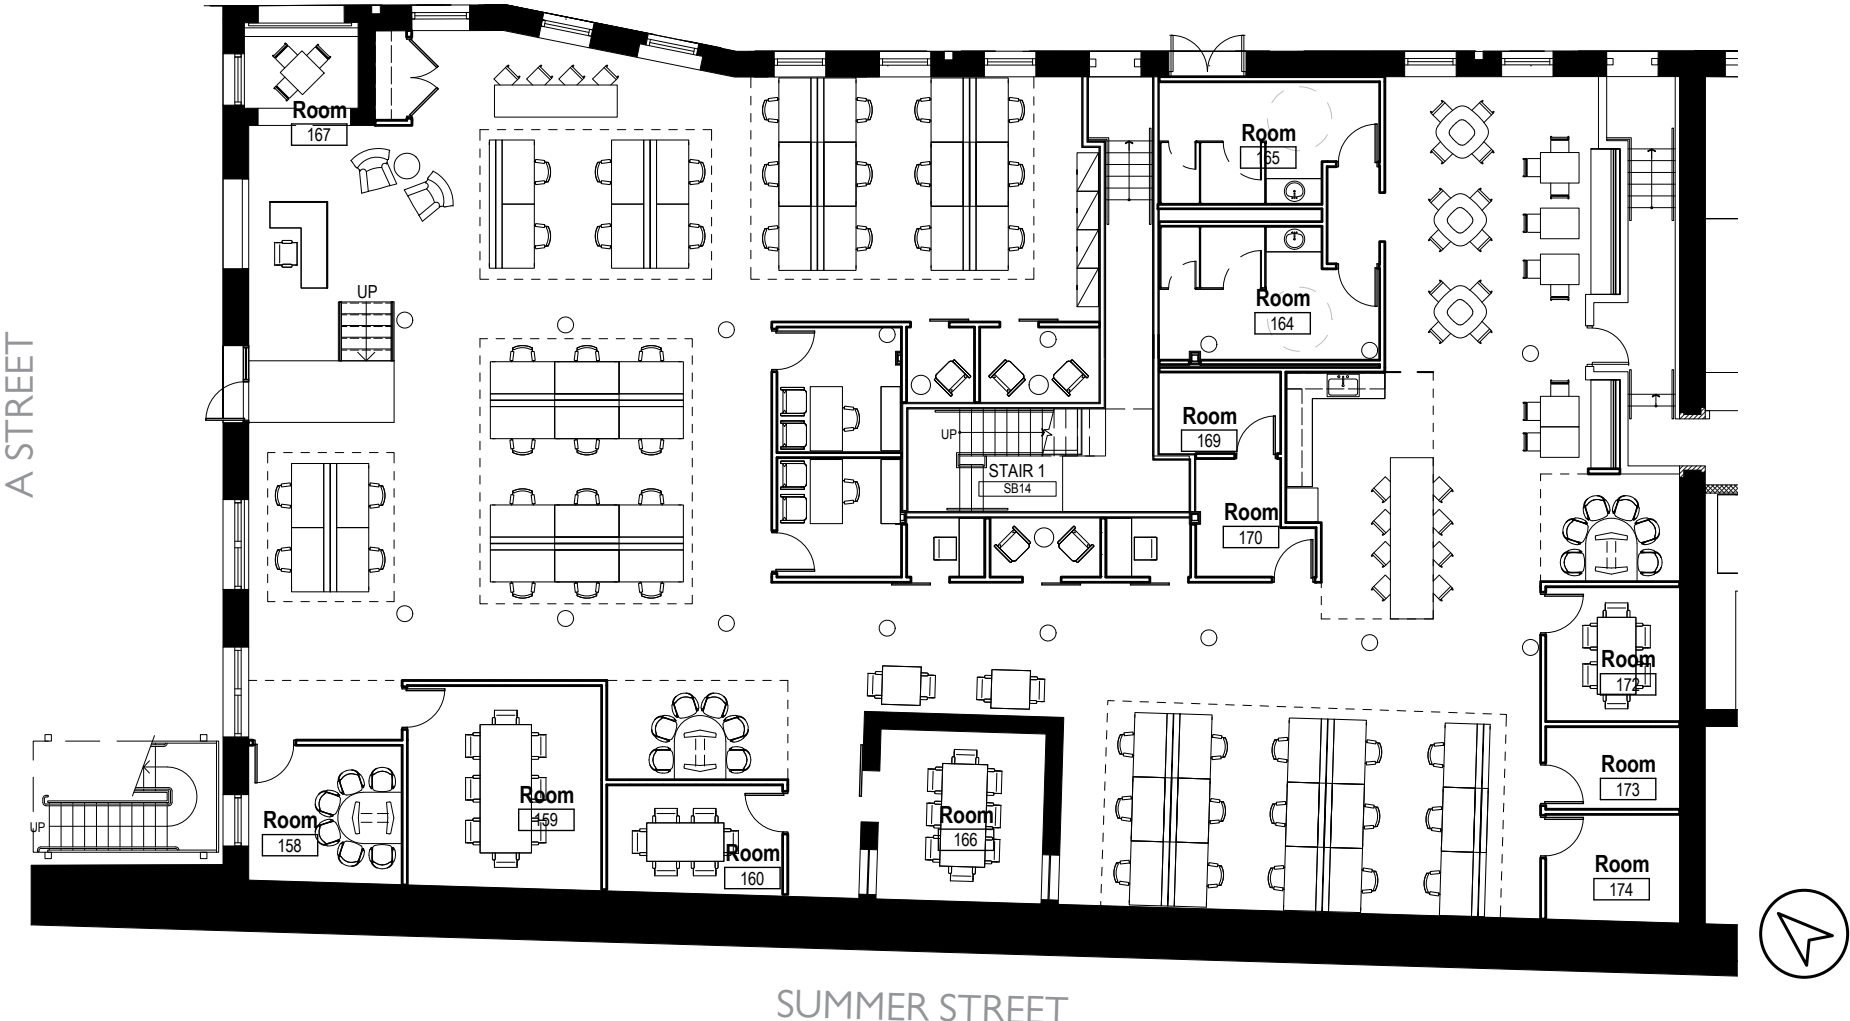 Room
167
Room
165
UP
Room
164
A STREET
Room
169
UP
STAIR 1
SB14
Room
170
Room
172
Room
173
Room
159
Room
158
UP
Room
166
Room
160
Room
174
SUMMER STREET